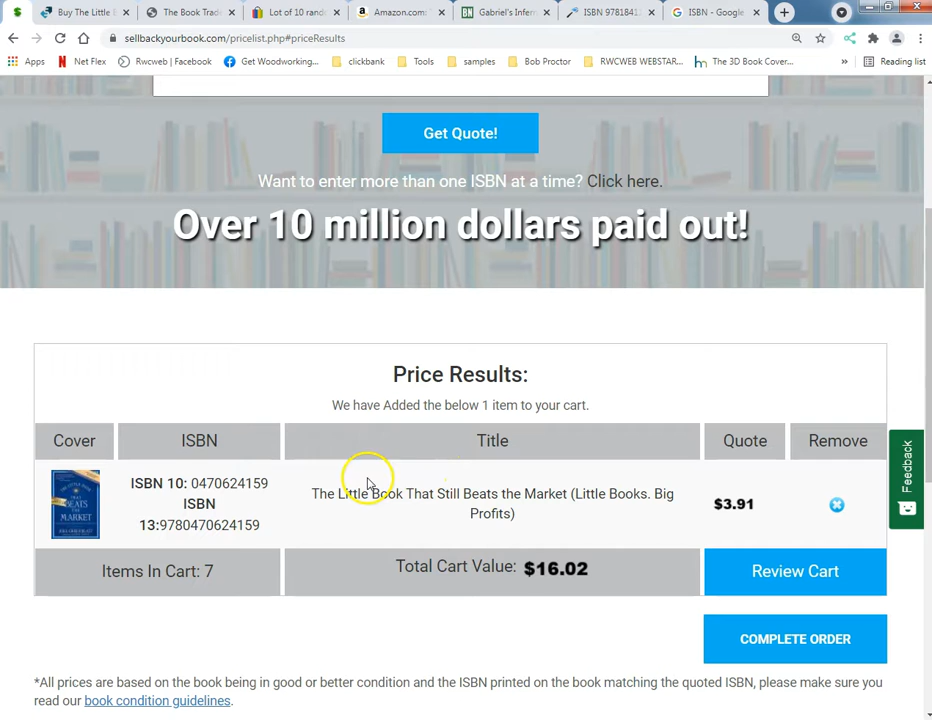 Buy The Little
The Book Trad
Lot of 10 rand
Amazon.com:
Gabriel's Infern
ISBN 978184
ISBN - Google
sellbackyourbook.com/pricelist.php#priceResults
Apps
Net Flex
Rwcweb | Facebook
Get Woodworking...
clickbank
Tools
samples
Bob Proctor
RWCWEB WEBSTAR...
The 3D Book Cover...
»
Reading list
Get Quote!
Want to enter more than one ISBN at a time? Click here.
Over 10 million dollars paid out!
Price Results:
We have Added the below 1 item to your cart.
Cover ISBN Title Quote Remove
THAT
BEATS
THE
MARKET
ISBN 10: 0470624159
ISBN
13:9780470624159
The Little Book That Still Beats the Market (Little Books. Big
Profits)
$3.91
Items In Cart: 7
Total Cart Value: $16.02
Review Cart
COMPLETE ORDER
Feedback
*All prices are based on the book being in good or better condition and the ISBN printed on the book matching the quoted ISBN, please make sure you
read our book condition guidelines.